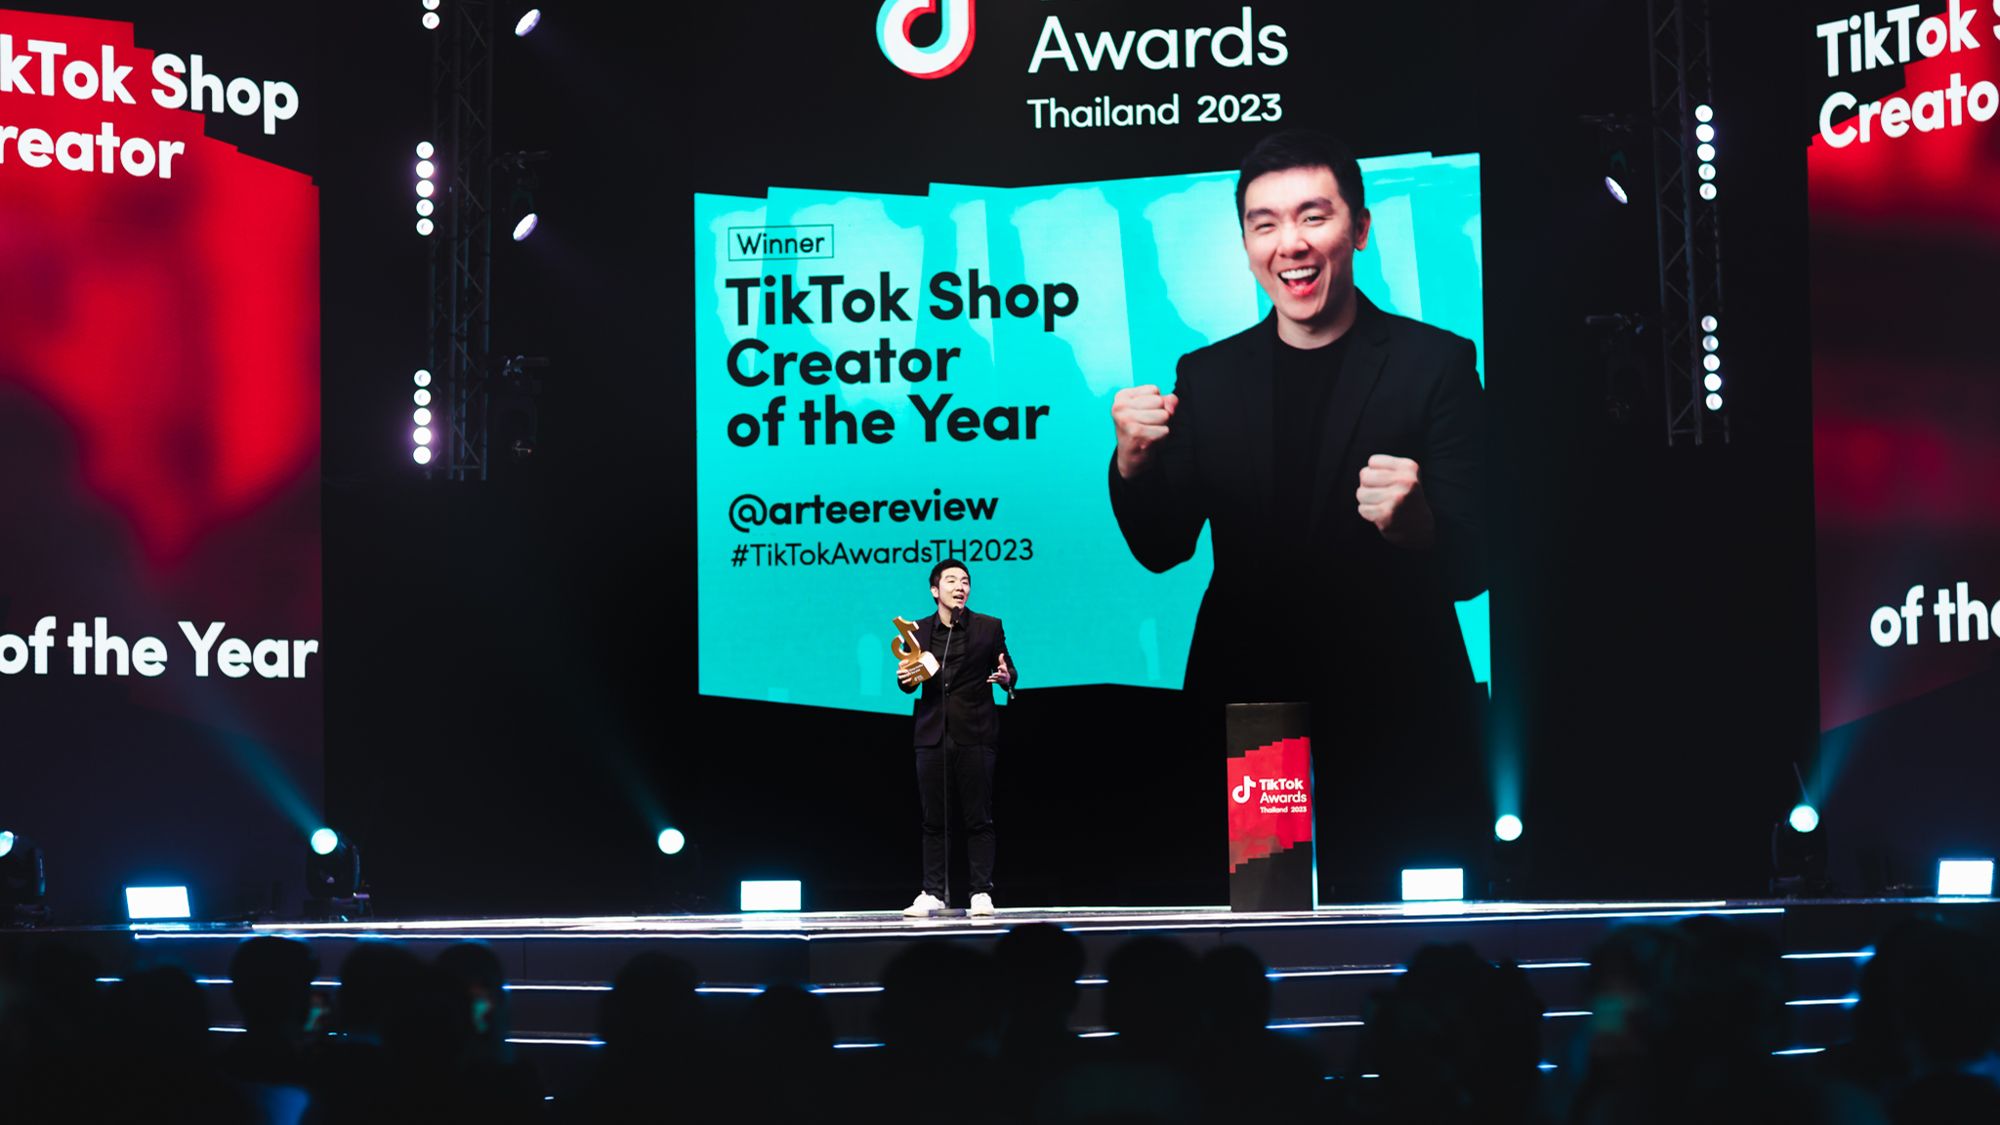 kTok Shop
reator
of the Year
Awards
Thailand 2023
Winner
TikTok Shop
Creator
of the Year
@arteereview
#TikTokAwardsTH2023
TikTok
Awards
Thailand 2023
TikTok S
Creato
of the